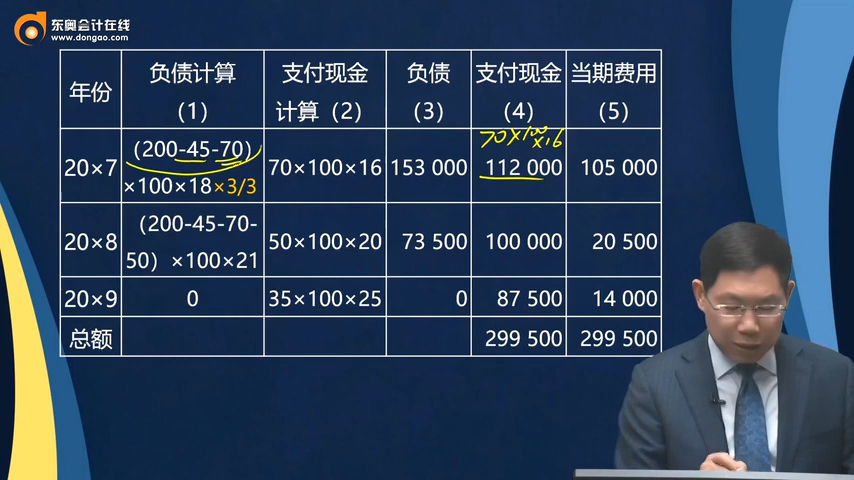 东奥会计在线
www.dongao.com
年份
负债计算
（1）
支付现金
计算（2）
负债
（3）
支付现金
（4）
当期费用
（5）
20×7
（200-45-70）
×100×18×3/3
70×100×16
153 000
70×100×16
112 000
105 000
20×8
（200-45-70-
50）×100×21
50×100×20
73 500
100 000
20 500
20×9
0
35×100×25
0
87 500
14 000
总额
299 500
299 500